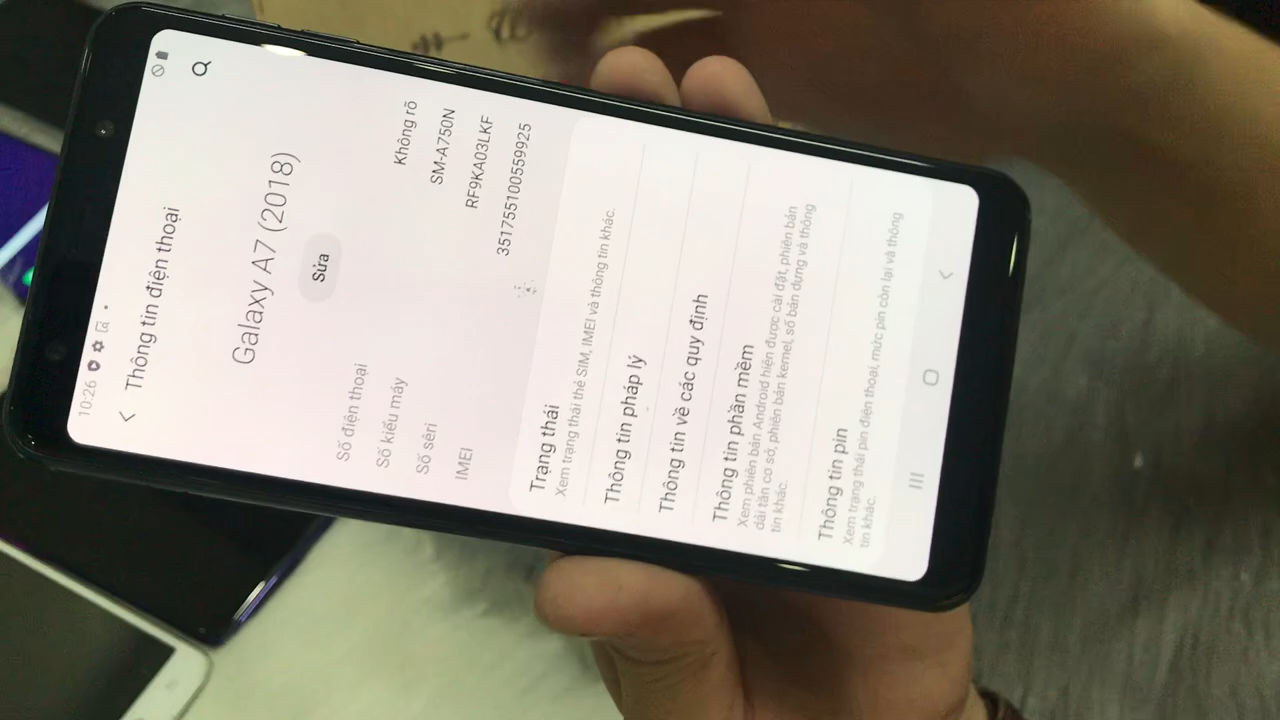 10:26
Thông tin điện thoại
Galaxy A7 (2018)
Sửa
Số điện thoại Không rõ
Số kiểu máy SM-A750N
Số sêri RF9KA03LKF
IMEI 351755100559925
Trạng thái
Xem trạng thái thẻ SIM, IMEI và thông tin khác.
Thông tin pháp lý
Thông tin về các quy định
Thông tin phần mềm
Xem phiên bản Android hiện được cài đặt, phiên bản
dải tần cơ sở, phiên bản kernel, số bản dựng và thông
tin khác.
Thông tin pin
Xem trạng thái pin điện thoại, mức pin còn lại và thông
tin khác.